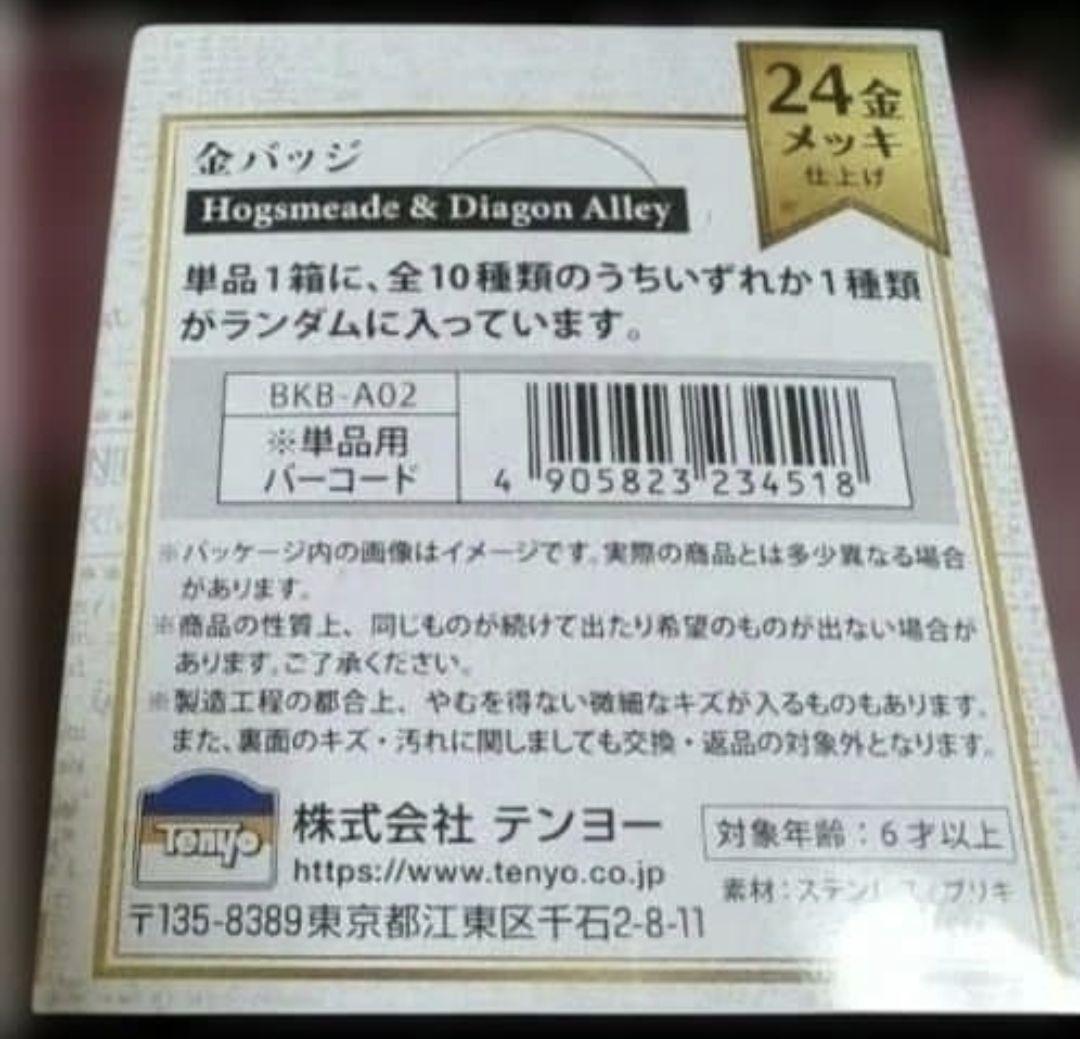 24金
メッキ
仕上げ
金バッジ
Hogsmeade & Diagon Alley
単品1箱に、全10種類のうちいずれか1種類
がランダムに入っています。
BKB-A02
※単品用
バーコード
4 905823 234518
※パッケージ内の画像はイメージです。実際の商品とは多少異なる場合
があります。
※商品の性質上、同じものが続けて出たり希望のものが出ない場合が
あります。ご了承ください。
※製造工程の都合上、やむを得ない微細なキズが入るものもあります。
また、裏面のキズ・汚れに関しましても交換・返品の対象外となります。
Tenyo
株式会社 テンヨー
https://www.tenyo.co.jp
〒135-8389東京都江東区千石2-8-11
対象年齢：6才以上
素材：ステンレス、ブリキ